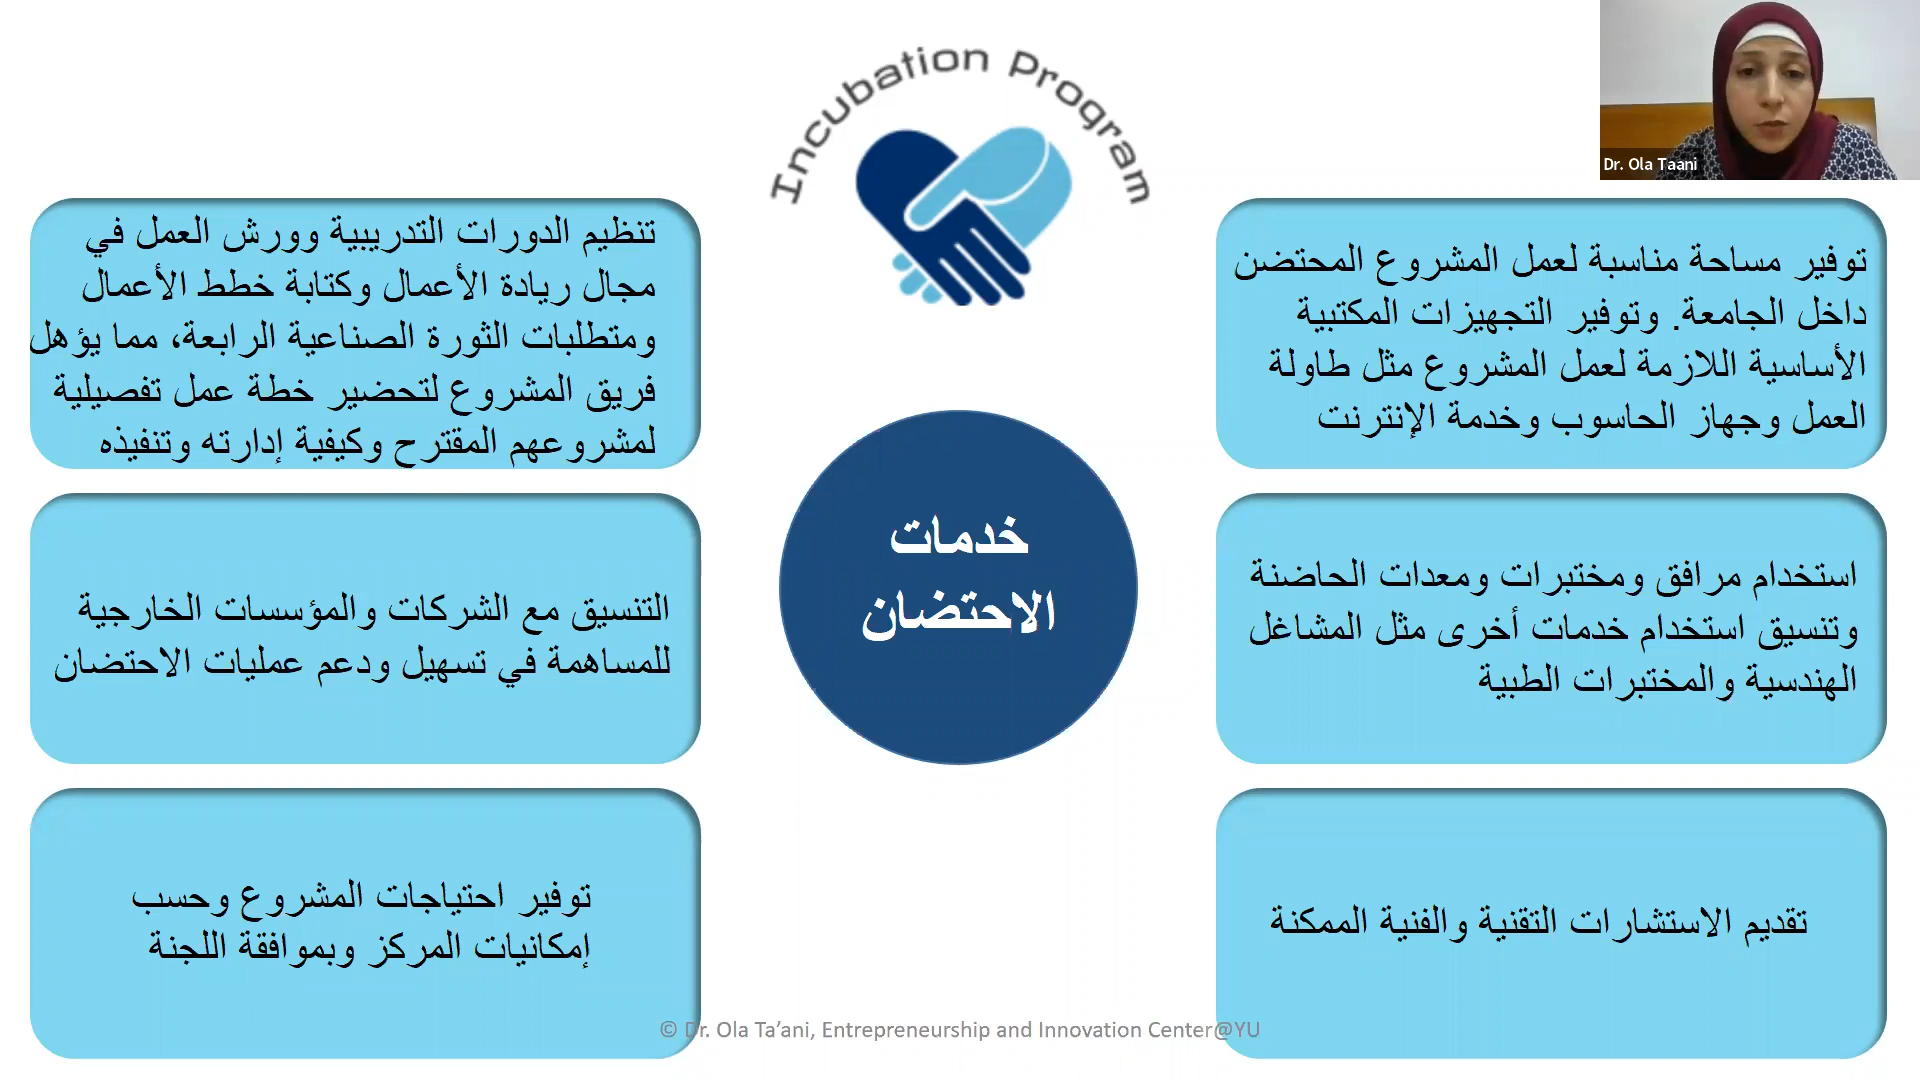 Incubation Program
Dr. Ola Taani
توفير مساحة مناسبة لعمل المشروع المحتضن
داخل الجامعة. وتوفير التجهيزات المكتبية
الأساسية اللازمة لعمل المشروع مثل طاولة
العمل وجهاز الحاسوب وخدمة الإنترنت
تنظيم الدورات التدريبية وورش العمل في
مجال ريادة الأعمال وكتابة خطط الأعمال
ومتطلبات الثورة الصناعية الرابعة، مما يؤهل
فريق المشروع لتحضير خطة عمل تفصيلية
لمشروعهم المقترح وكيفية إدارته وتنفيذه
خدمات
الاحتضان
استخدام مرافق ومختبرات ومعدات الحاضنة
وتنسيق استخدام خدمات أخرى مثل المشاغل
الهندسية والمختبرات الطبية
التنسيق مع الشركات والمؤسسات الخارجية
للمساهمة في تسهيل ودعم عمليات الاحتضان
تقديم الاستشارات التقنية والفنية الممكنة
توفير احتياجات المشروع وحسب
إمكانيات المركز وبموافقة اللجنة
© Dr. Ola Ta’ani, Entrepreneurship and Innovation Center@YU